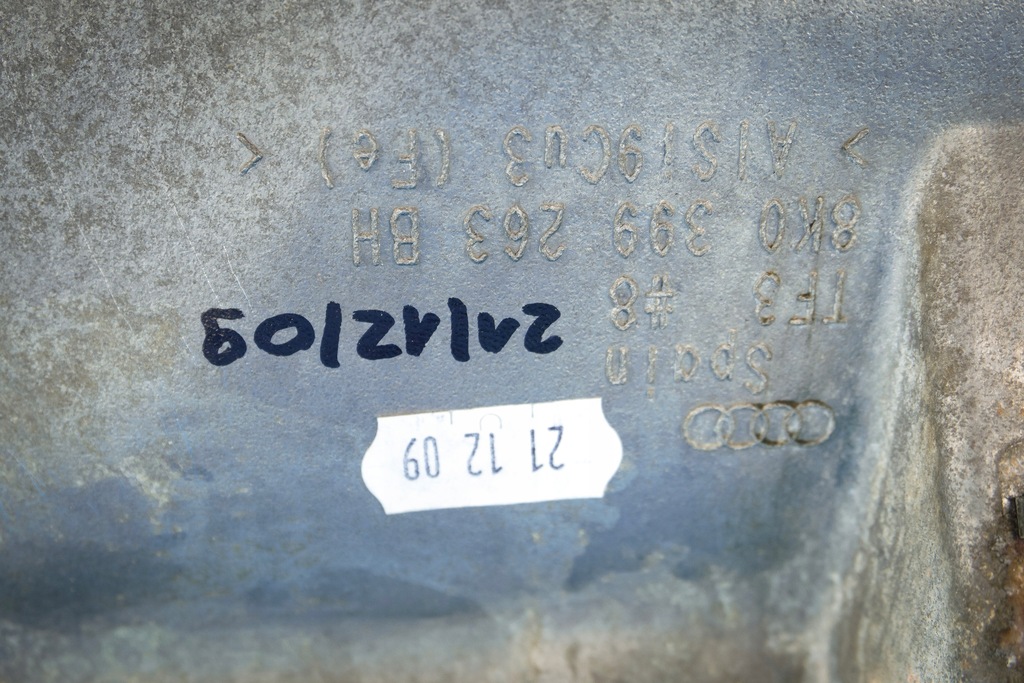 21 12 09
Spain
21/12/09
TF3 #8
8K0 399 263 BH
> AlSi9Cu3 (Fe) <